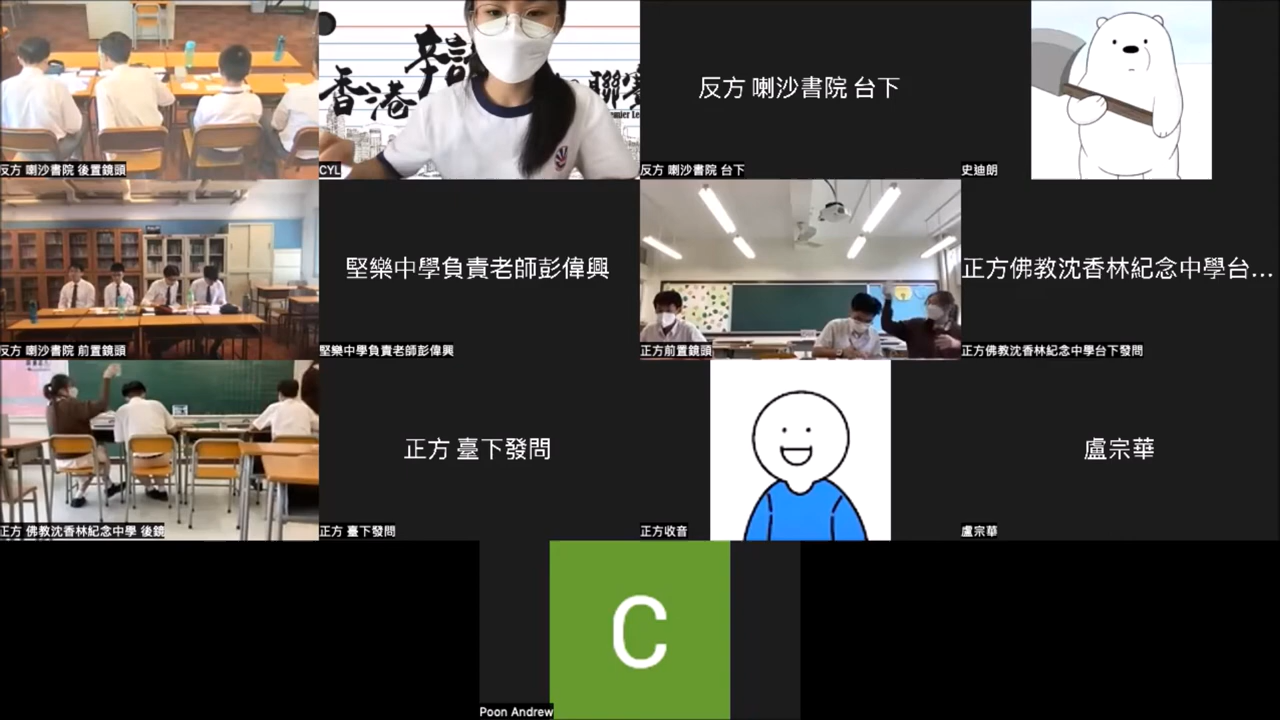 反方 喇沙書院 後置鏡頭
香港
辯
聯賽
CYL
反方 喇沙書院 台下
反方 喇沙書院 台下
史迪朗
反方 喇沙書院 前置鏡頭
堅樂中學負責老師彭偉興
堅樂中學負責老師彭偉興
正方前置鏡頭
正方佛教沈香林紀念中學台...
正方佛教沈香林紀念中學台下發問
正方 佛教沈香林紀念中學 後鏡
正方 臺下發問
正方 臺下發問
正方收音
盧宗華
盧宗華
C
Poon Andrew